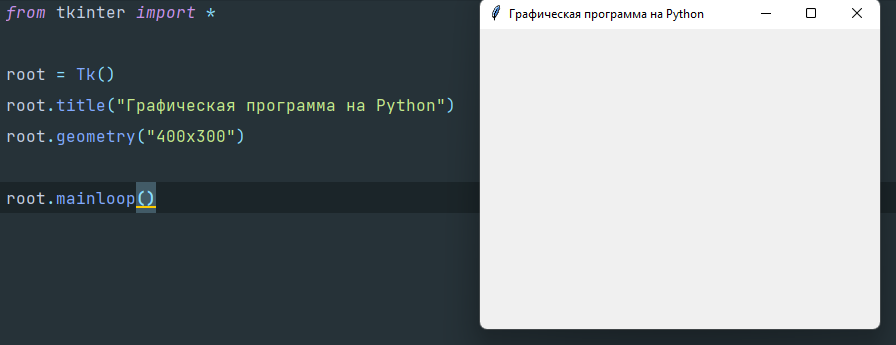 from tkinter import *
root = Tk()
root.title("Графическая программа на Python")
root.geometry("400x300")
root.mainloop()
Графическая программа на Python